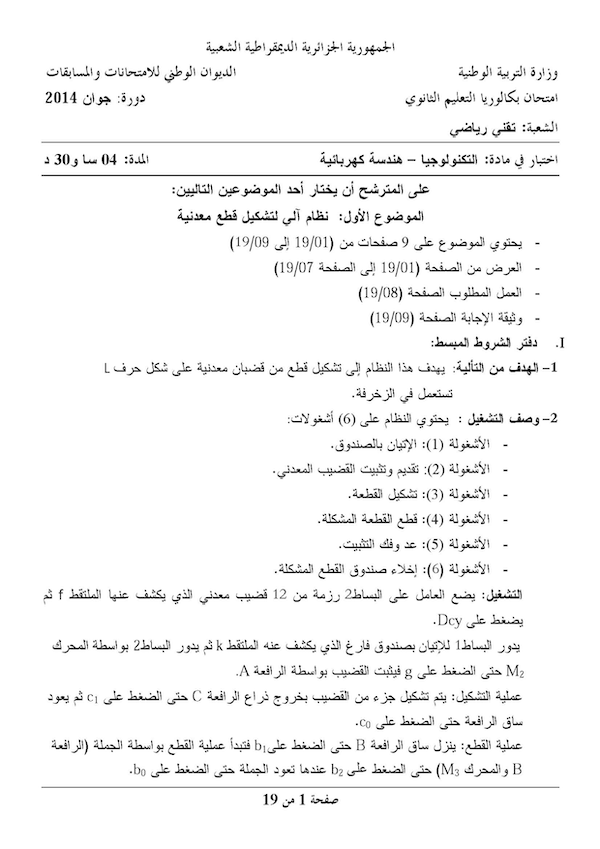 الجمهورية الجزائرية الديمقراطية الشعبية
وزارة التربية الوطنية الديوان الوطني للامتحانات والمسابقات
امتحان بكالوريا التعليم الثانوي دورة: جوان 2014
الشعبة: تقني رياضي
اختبار في مادة: التكنولوجيا – هندسة كهربائية المدة: 04 سا و30 د
على المترشح أن يختار أحد الموضوعين التاليين:
الموضوع الأول: نظام آلي لتشكيل قطع معدنية
- يحتوي الموضوع على 9 صفحات من (19/01 إلى 19/09)
- العرض من الصفحة (19/01 إلى الصفحة 19/07)
- العمل المطلوب الصفحة (19/08)
- وثيقة الإجابة الصفحة (19/09)
I. دفتر الشروط المبسط:
1- الهدف من التألية: يهدف هذا النظام إلى تشكيل قطع من قضبان معدنية على شكل حرف L
تستعمل في الزخرفة.
2- وصف التشغيل : يحتوي النظام على (6) أشغولات:
- الأشغولة (1): الإتيان بالصندوق.
- الأشغولة (2): تقديم وتثبيت القضيب المعدني.
- الأشغولة (3): تشكيل القطعة.
- الأشغولة (4): قطع القطعة المشكلة.
- الأشغولة (5): عد وفك التثبيت.
- الأشغولة (6): إخلاء صندوق القطع المشكلة.
التشغيل: يضع العامل على البساط2 رزمة من 12 قضيب معدني الذي يكشف عنها الملتقط f ثم
يضغط على Dcy.
يدور البساط1 للإتيان بصندوق فارغ الذي يكشف عنه الملتقط k ثم يدور البساط2 بواسطة المحرك
M2 حتى الضغط على g فيثبت القضيب بواسطة الرافعة A.
عملية التشكيل: يتم تشكيل جزء من القضيب بخروج ذراع الرافعة C حتى الضغط على c1 ثم يعود
ساق الرافعة حتى الضغط على c0.
عملية القطع: ينزل ساق الرافعة B حتى الضغط على b1 فتبدأ عملية القطع بواسطة الجملة (الرافعة
B والمحرك M3) حتى الضغط على b2 عندها تعود الجملة حتى الضغط على b0.
صفحة 1 من 19